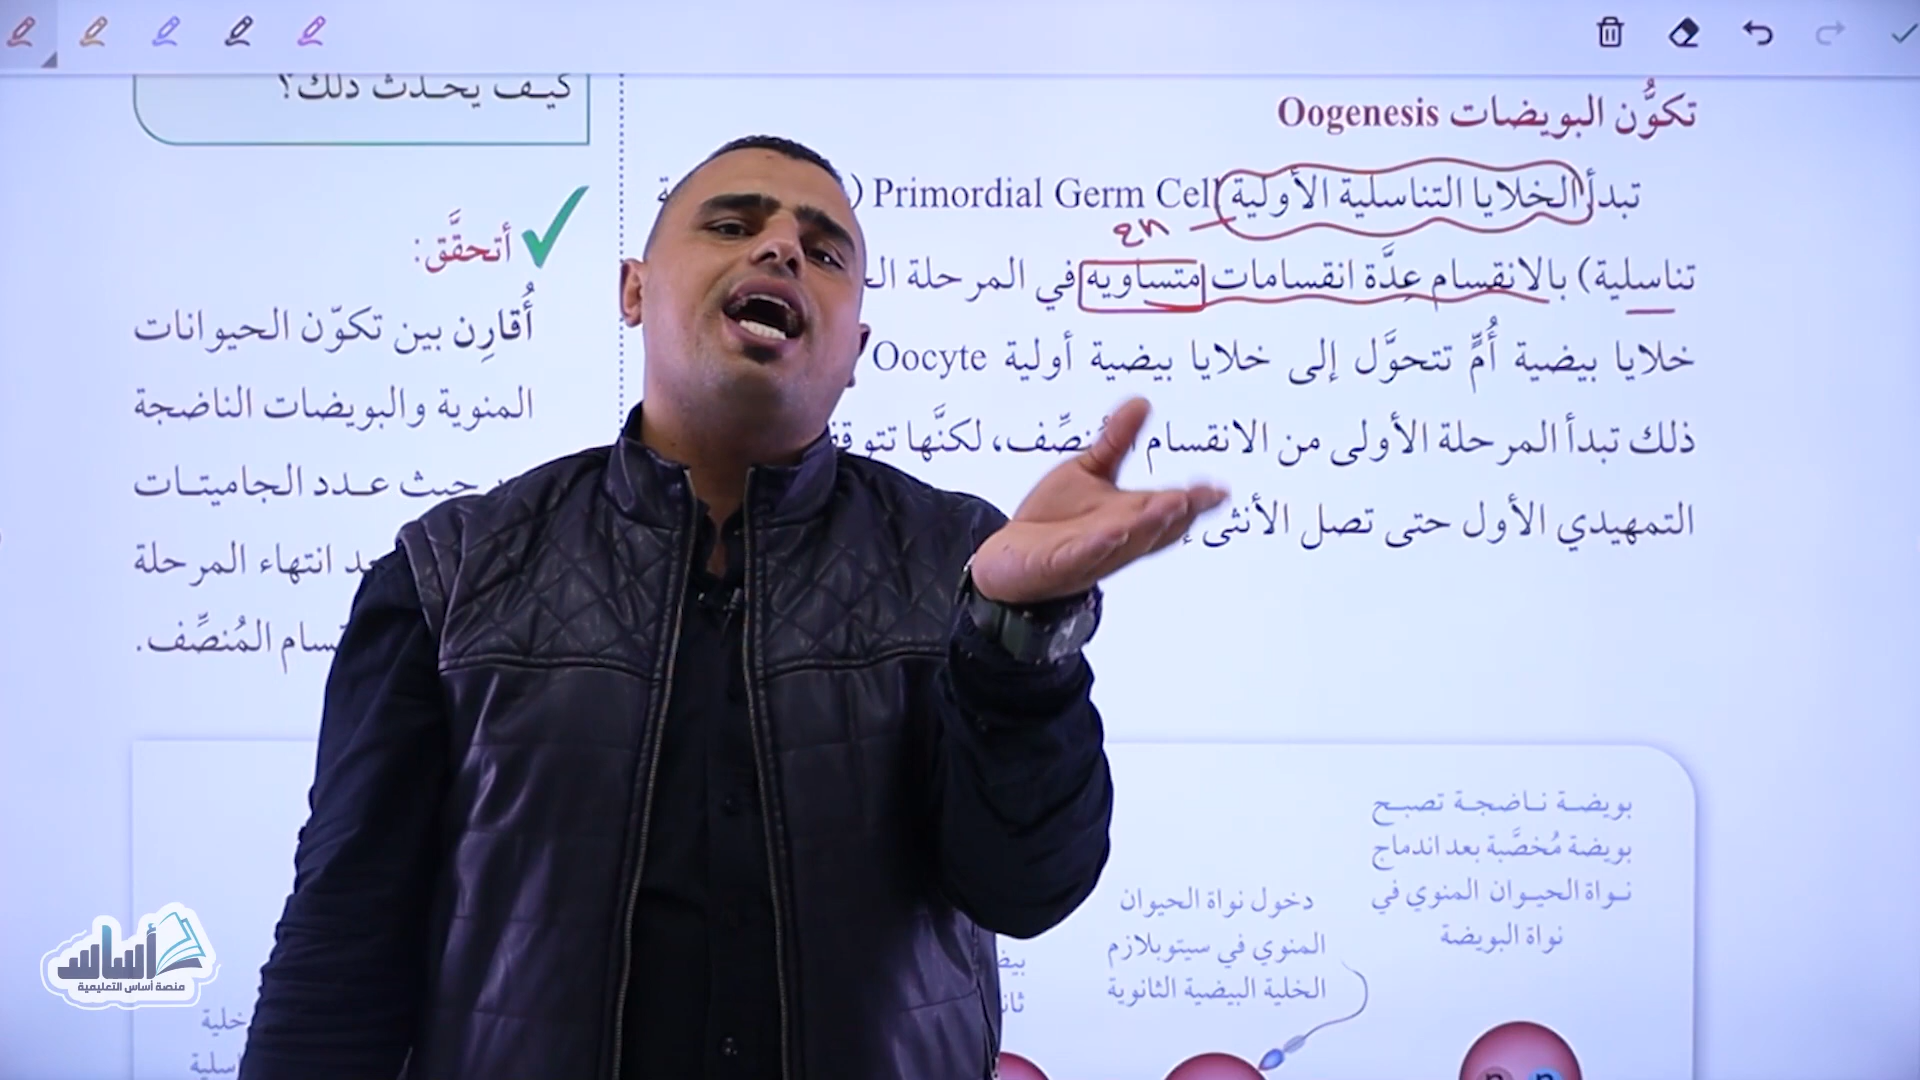 تكوُّن البويضات Oogenesis
تبدأ الخلايا التناسلية الأولية Primordial Germ Cell (
2n
تناسلية) بالانقسام عِدَّة انقسامات متساويه في المرحلة
خلايا بيضية أُمٍّ تتحوَّل إلى خلايا بيضية أولية Oocyte
ذلك تبدأ المرحلة الأولى من الانقسام المُنصِّف، لكنَّها تتوقف
التمهيدي الأول حتى تصل الأنثى
كيف يحدث ذلك؟
أتحقَّق:
أُقارِن بين تكوّن الحيوانات
المنوية والبويضات الناضجة
حيث عدد الجاميتات
انتهاء المرحلة
المُنصِّف.
بويضة ناضجة تصبح
بويضة مُخصَّبة بعد اندماج
نواة الحيوان المنوي في
نواة البويضة
دخول نواة الحيوان
المنوي في سيتوبلازم
الخلية البيضية الثانوية
خلية
n n
أساس
منصة أساس التعليمية